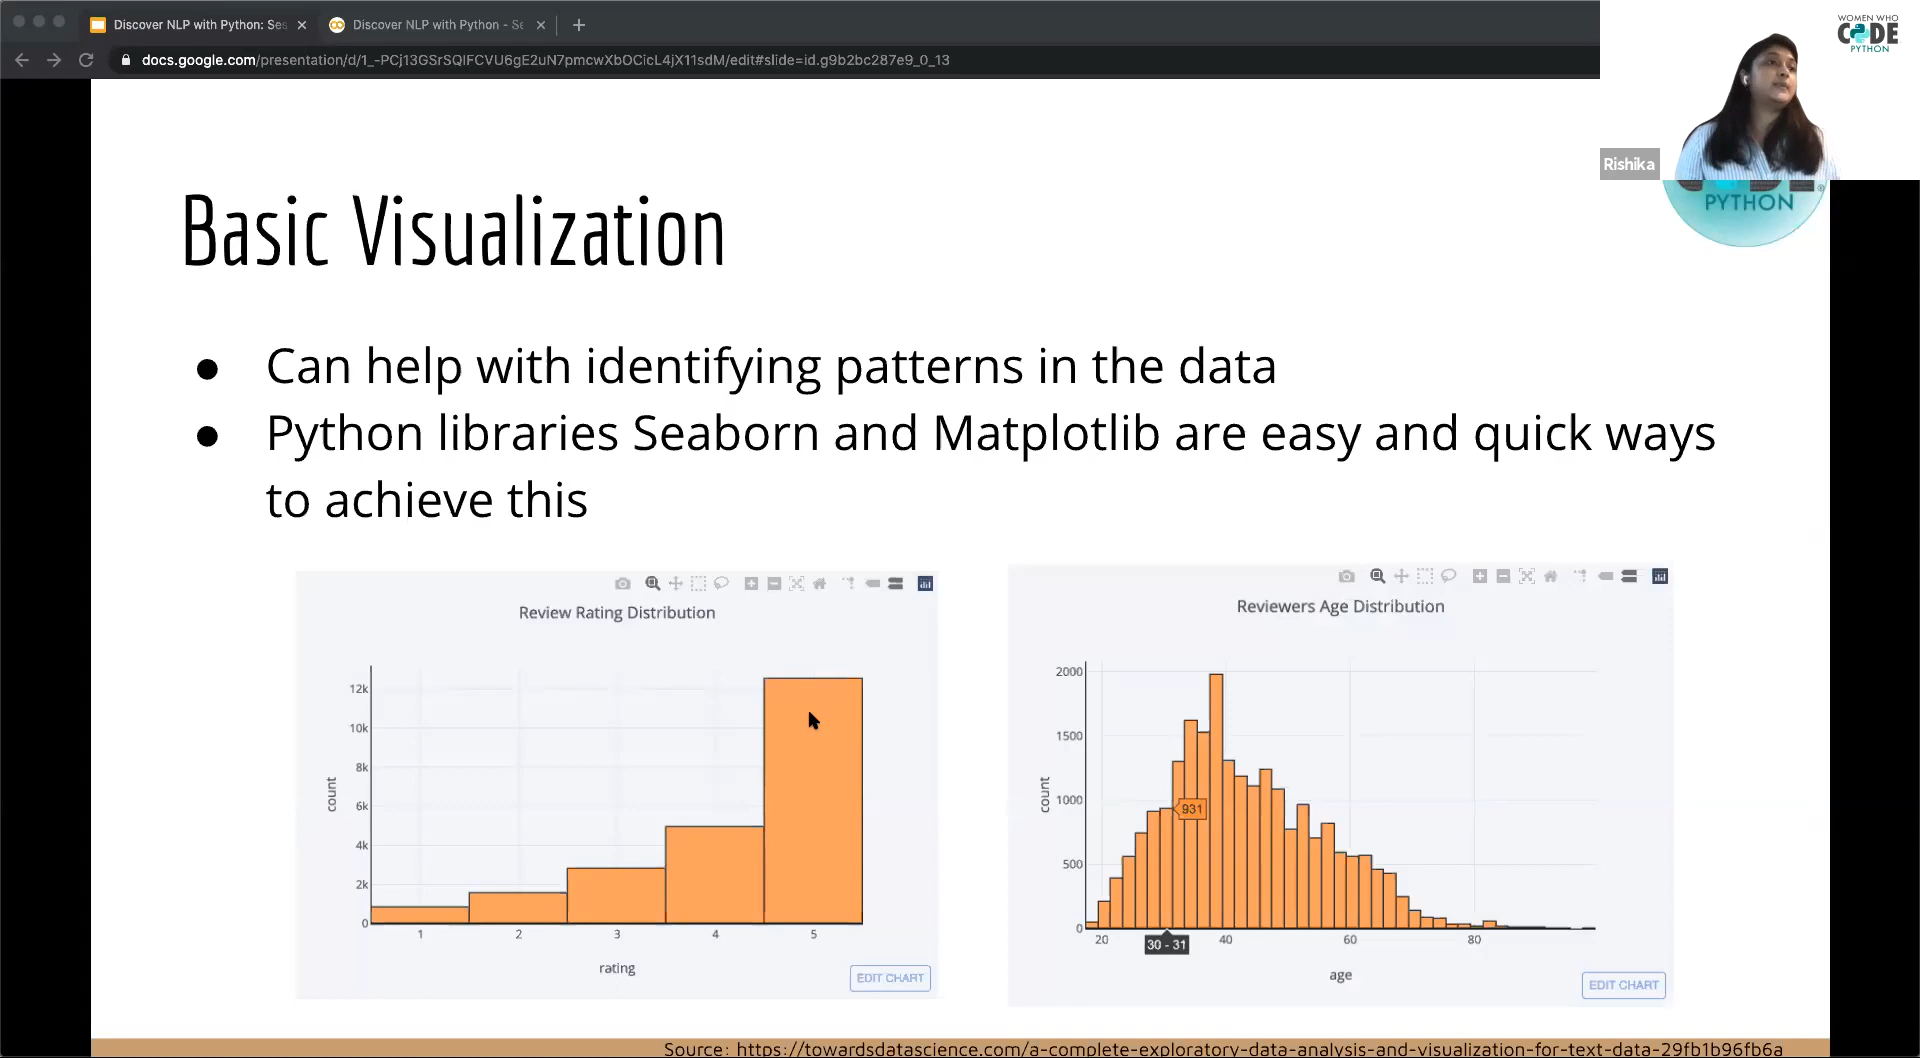 Discover NLP with Python: Ses
Discover NLP with Python - Se
docs.google.com/presentation/d/1_-PCj13GSrSQIFCVU6gE2uN7pmcwXbOCicL4jX11sdM/edit#slide=id.g9b2bc287e9_0_13
WOMEN WHO
CODE
PYTHON
Rishika
PYTHON
Basic Visualization
● Can help with identifying patterns in the data
● Python libraries Seaborn and Matplotlib are easy and quick ways
to achieve this
Review Rating Distribution
12k
10k
8k
6k
4k
2k
0
count
1 2 3 4 5
rating
EDIT CHART
Reviewers Age Distribution
2000
1500
1000
500
0
count
931
20 40 60 80
30 - 31
age
EDIT CHART
Source: https://towardsdatascience.com/a-complete-exploratory-data-analysis-and-visualization-for-text-data-29fb1b96fb6a